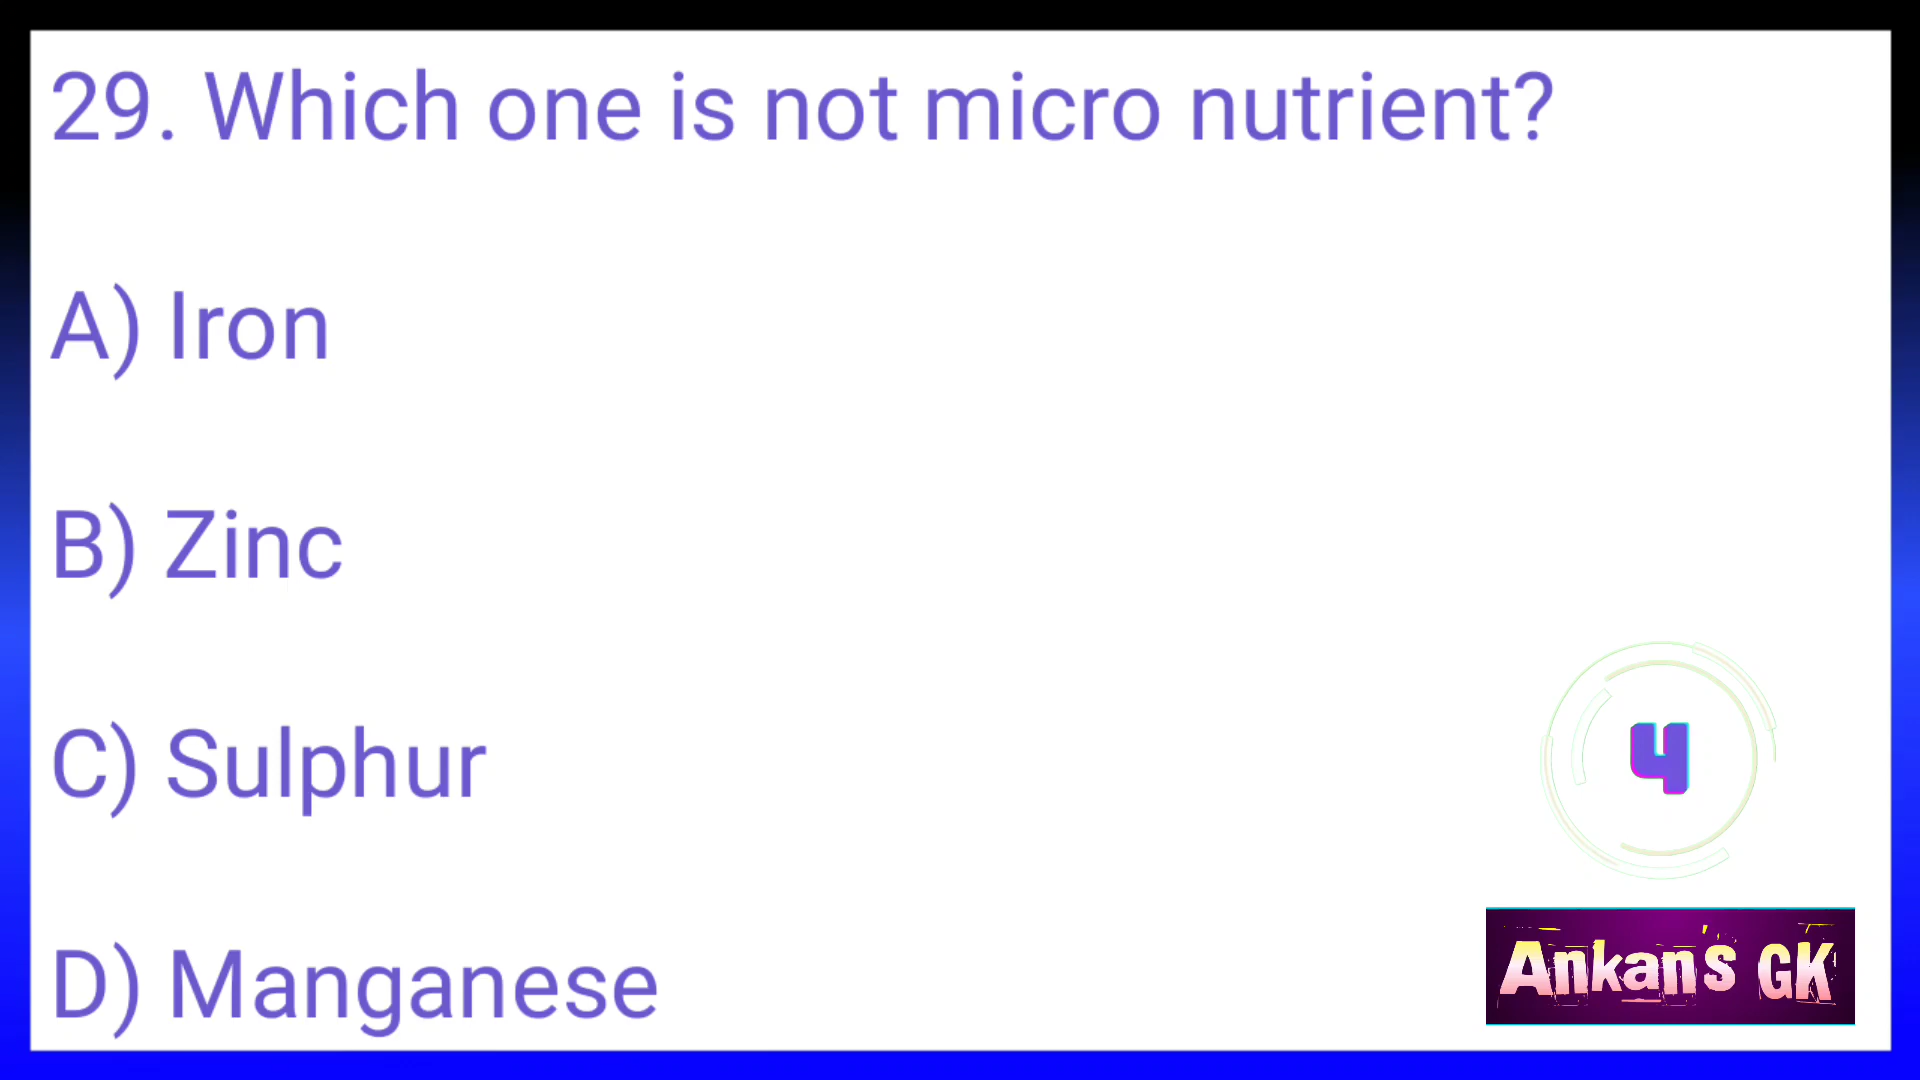 29. Which one is not micro nutrient?
A) Iron
B) Zinc
C) Sulphur
4
D) Manganese
Ankan's GK